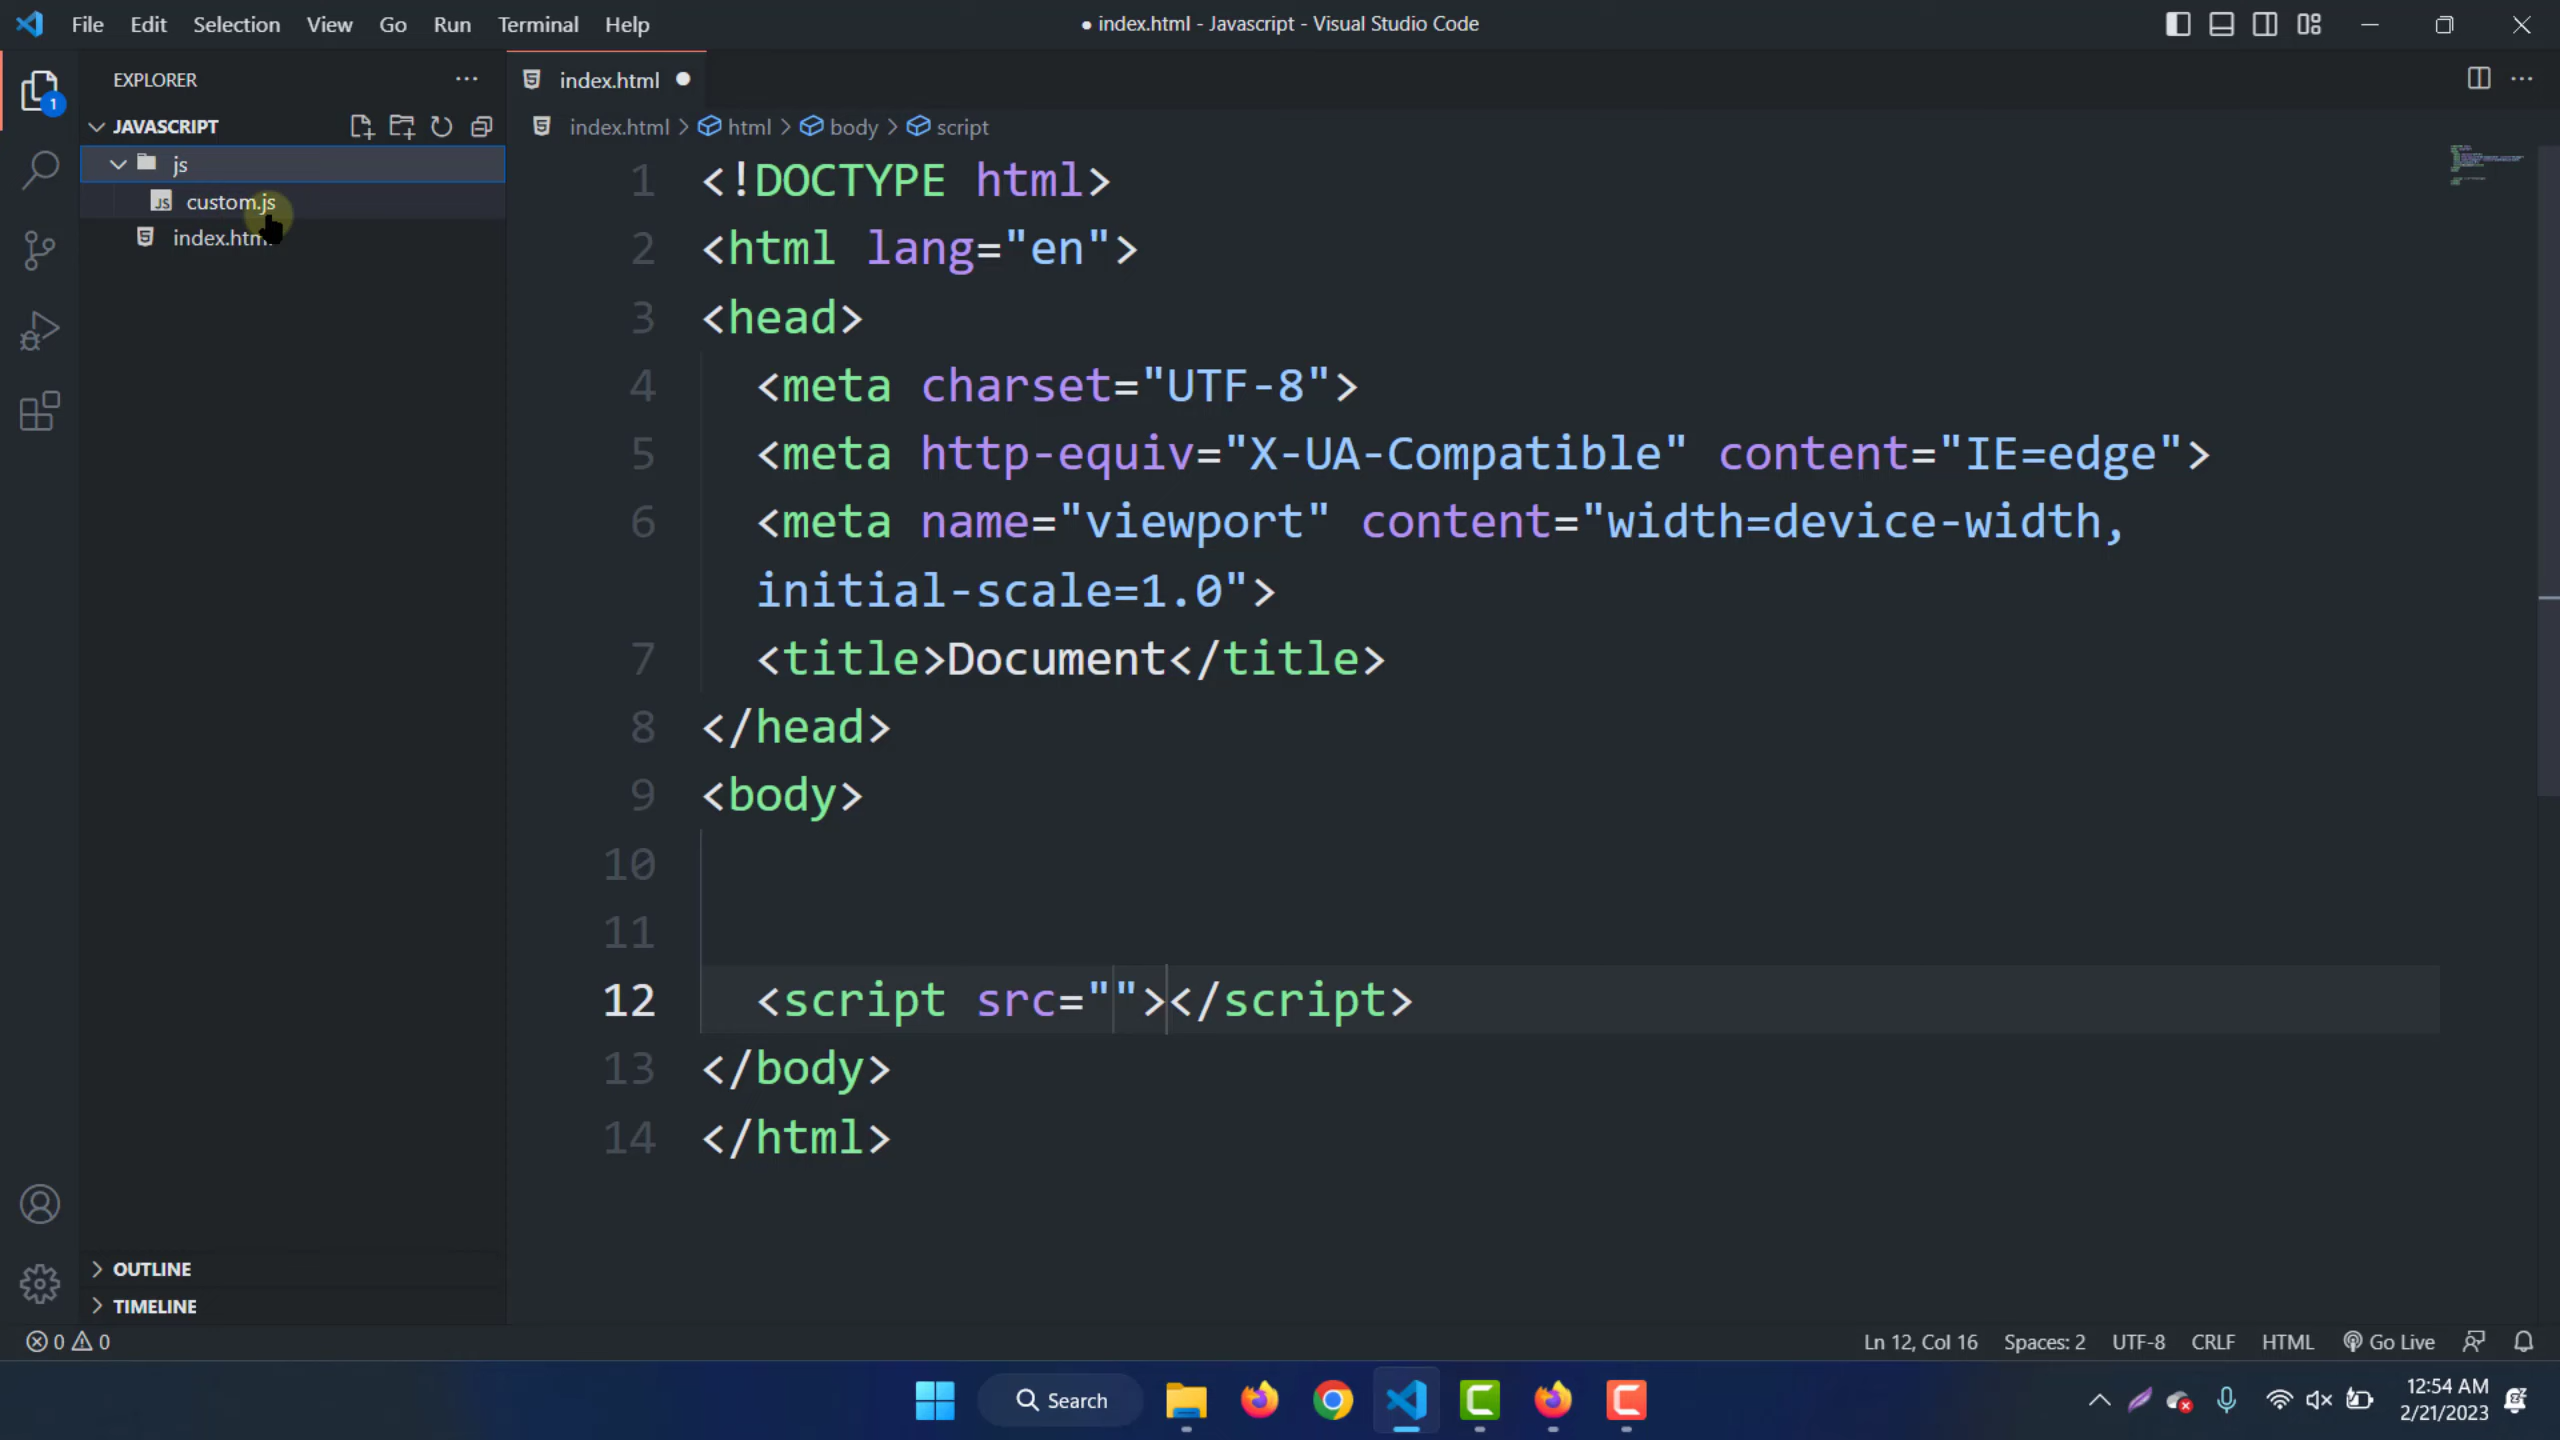 File Edit Selection View Go Run Terminal Help
● index.html - Javascript - Visual Studio Code
EXPLORER
1
JAVASCRIPT
js
JS custom.js
index.html
index.html
index.html > html > body > script
1 <!DOCTYPE html>
2 <html lang="en">
3 <head>
4 <meta charset="UTF-8">
5 <meta http-equiv="X-UA-Compatible" content="IE=edge">
6 <meta name="viewport" content="width=device-width,
initial-scale=1.0">
7 <title>Document</title>
8 </head>
9 <body>
10
11
12 <script src=""></script>
13 </body>
14 </html>
OUTLINE
TIMELINE
0 0
Ln 12, Col 16 Spaces: 2 UTF-8 CRLF HTML Go Live
Search
12:54 AM
2/21/2023